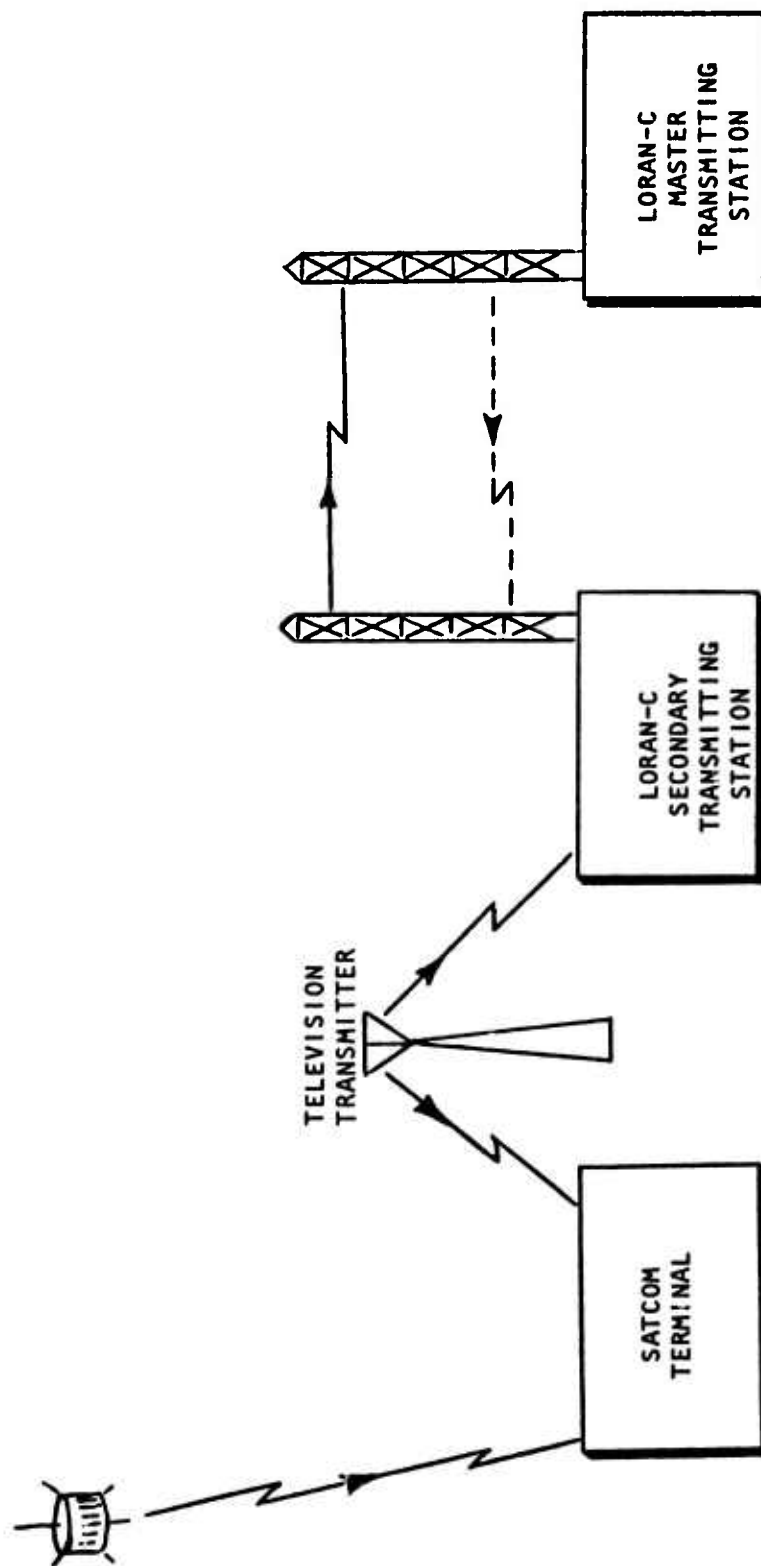 TELEVISION
TRANSMITTER
SATCOM
TERMINAL
LORAN-C
SECONDARY
TRANSMITTING
STATION
LORAN-C
MASTER
TRANSMITTING
STATION